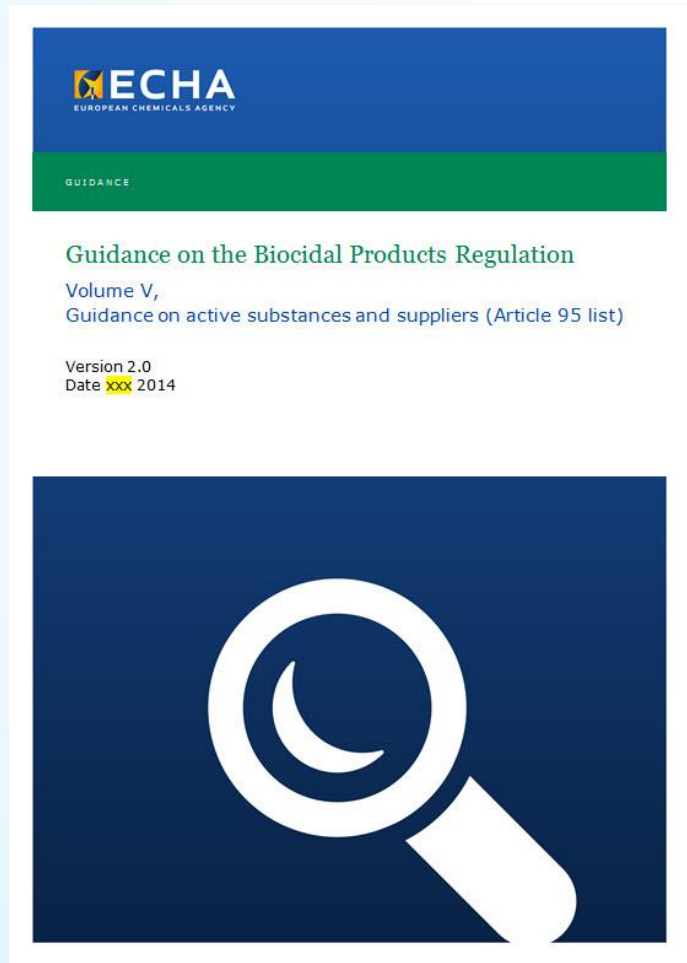 ECHA
EUROPEAN CHEMICALS AGENCY
GUIDANCE
Guidance on the Biocidal Products Regulation
Volume V,
Guidance on active substances and suppliers (Article 95 list)
Version 2.0
Date xxx 2014